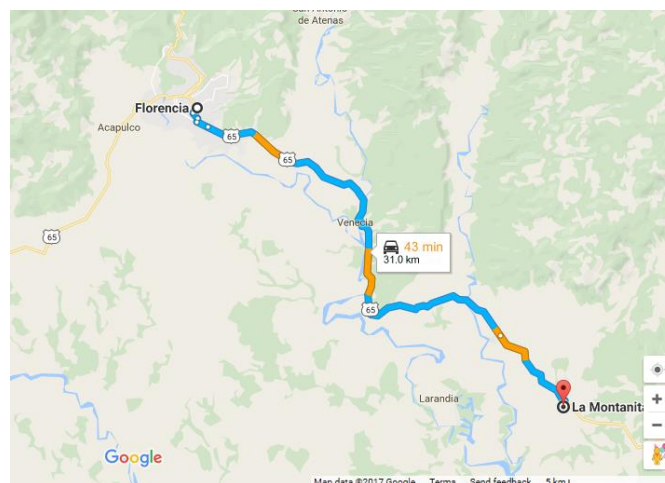 San Antonio
de Atenas
Florencia
Acapulco
65
65
65
Venecia
43 min
31.0 km
65
Larandia
La Montanita
Google
Map data ©2017 Google Terms Send feedback 5 km